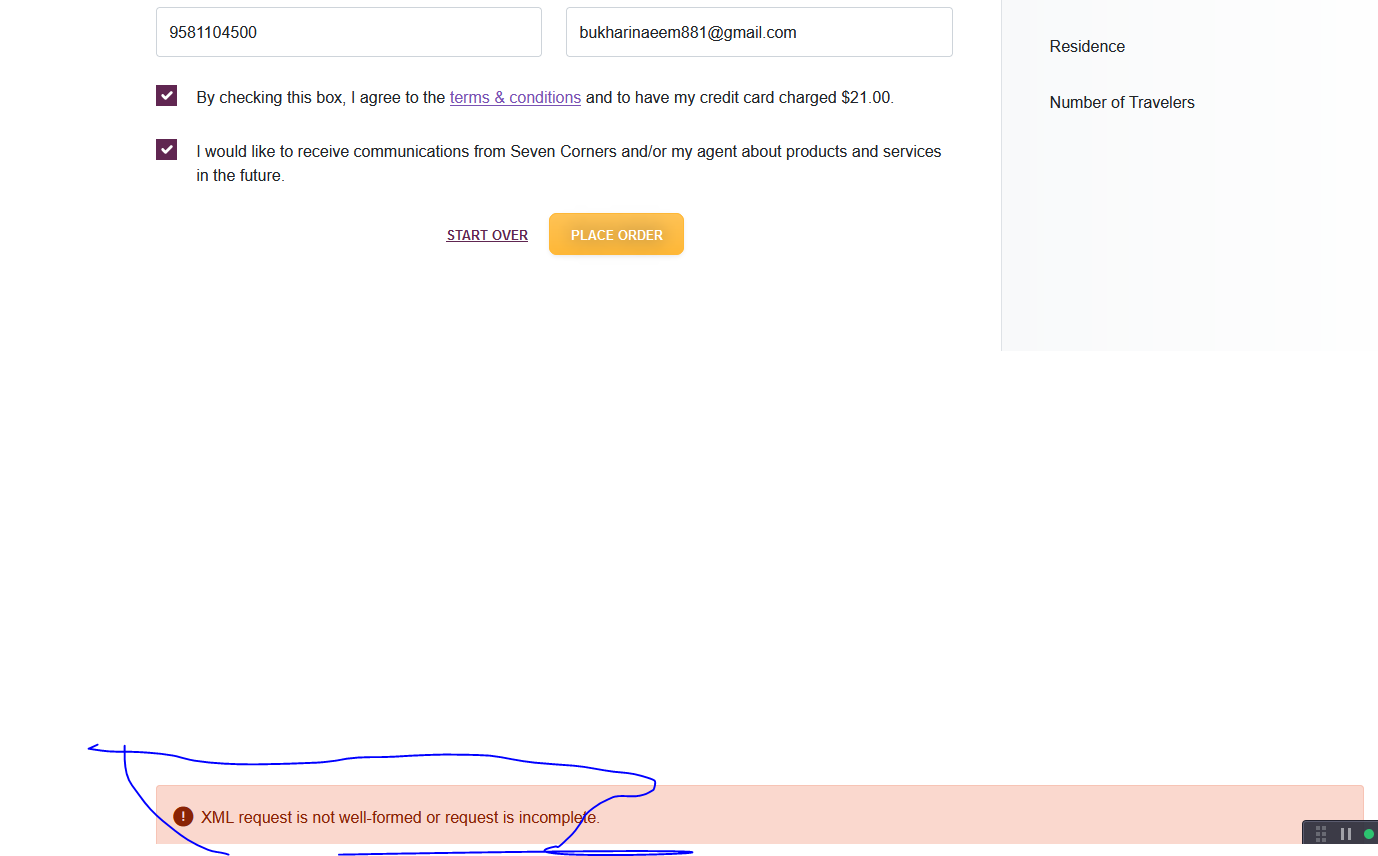 9581104500
bukharinaeem881@gmail.com
Residence
By checking this box, I agree to the terms & conditions and to have my credit card charged $21.00.
Number of Travelers
I would like to receive communications from Seven Corners and/or my agent about products and services
in the future.
START OVER
PLACE ORDER
XML request is not well-formed or request is incomplete.